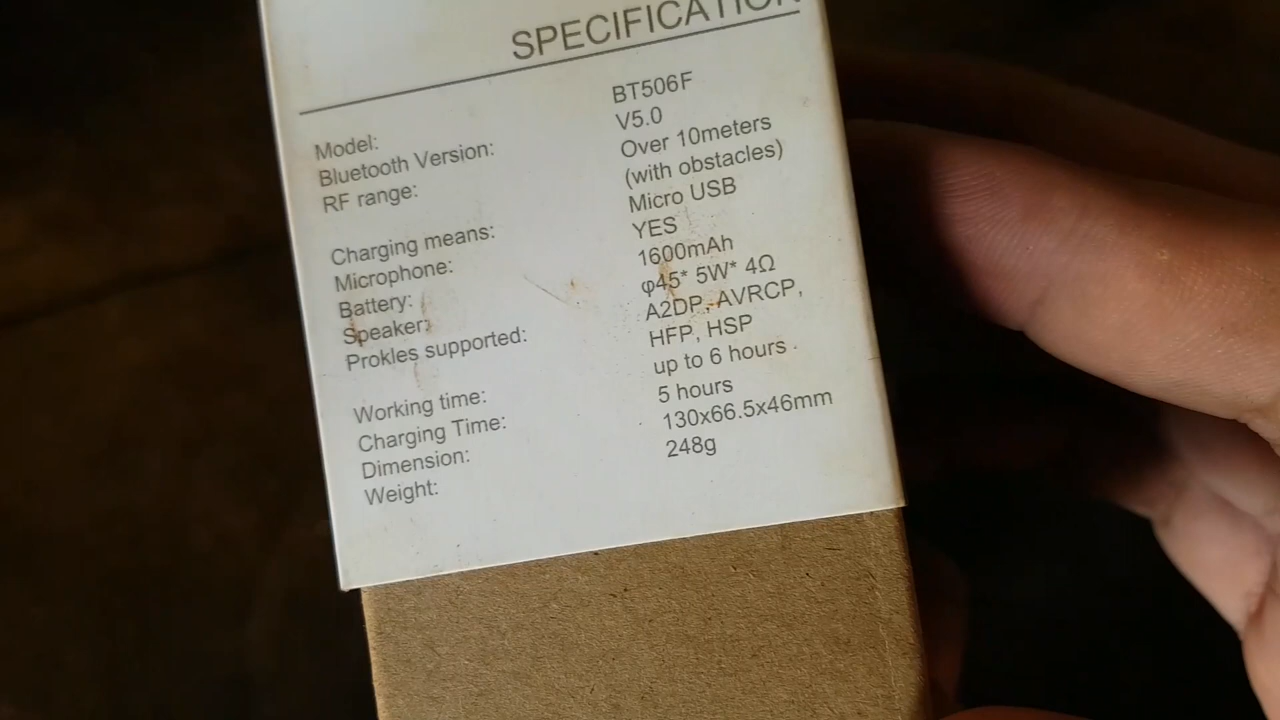 SPECIFICATION
Model: BT506F
Bluetooth Version: V5.0
RF range: Over 10meters
(with obstacles)
Charging means: Micro USB
Microphone: YES
Battery: 1600mAh
Speaker: φ45* 5W* 4Ω
Prokles supported: A2DP, AVRCP,
HFP, HSP
Working time: up to 6 hours
Charging Time: 5 hours
Dimension: 130x66.5x46mm
Weight: 248g